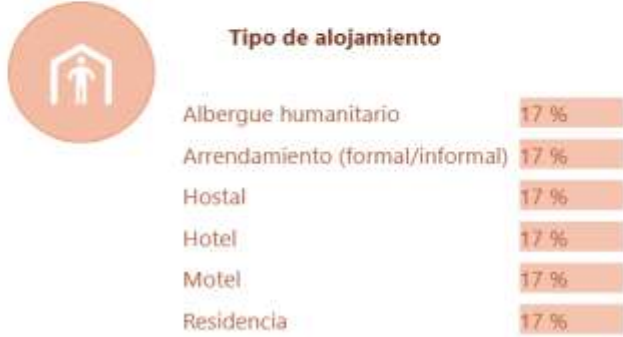 Tipo de alojamiento
Albergue humanitario 17 %
Arrendamiento (formal/informal) 17 %
Hostal 17 %
Hotel 17 %
Motel 17 %
Residencia 17 %